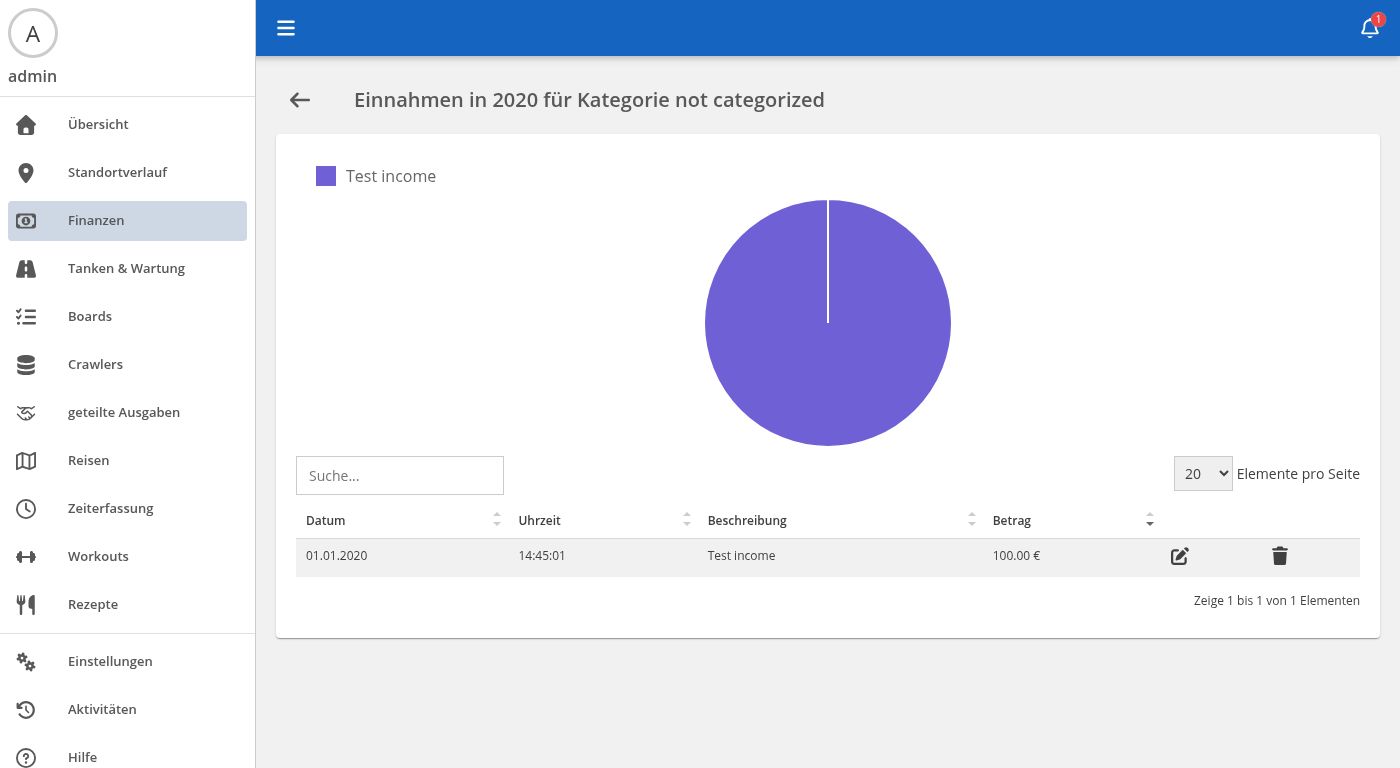 A
admin
Übersicht
Standortverlauf
Finanzen
Tanken & Wartung
Boards
Crawlers
geteilte Ausgaben
Reisen
Zeiterfassung
Workouts
Rezepte
Einstellungen
Aktivitäten
Hilfe
1
Einnahmen in 2020 für Kategorie not categorized
Test income
Suche...
20 Elemente pro Seite
Datum Uhrzeit Beschreibung Betrag
01.01.2020 14:45:01 Test income 100.00 €
Zeige 1 bis 1 von 1 Elementen